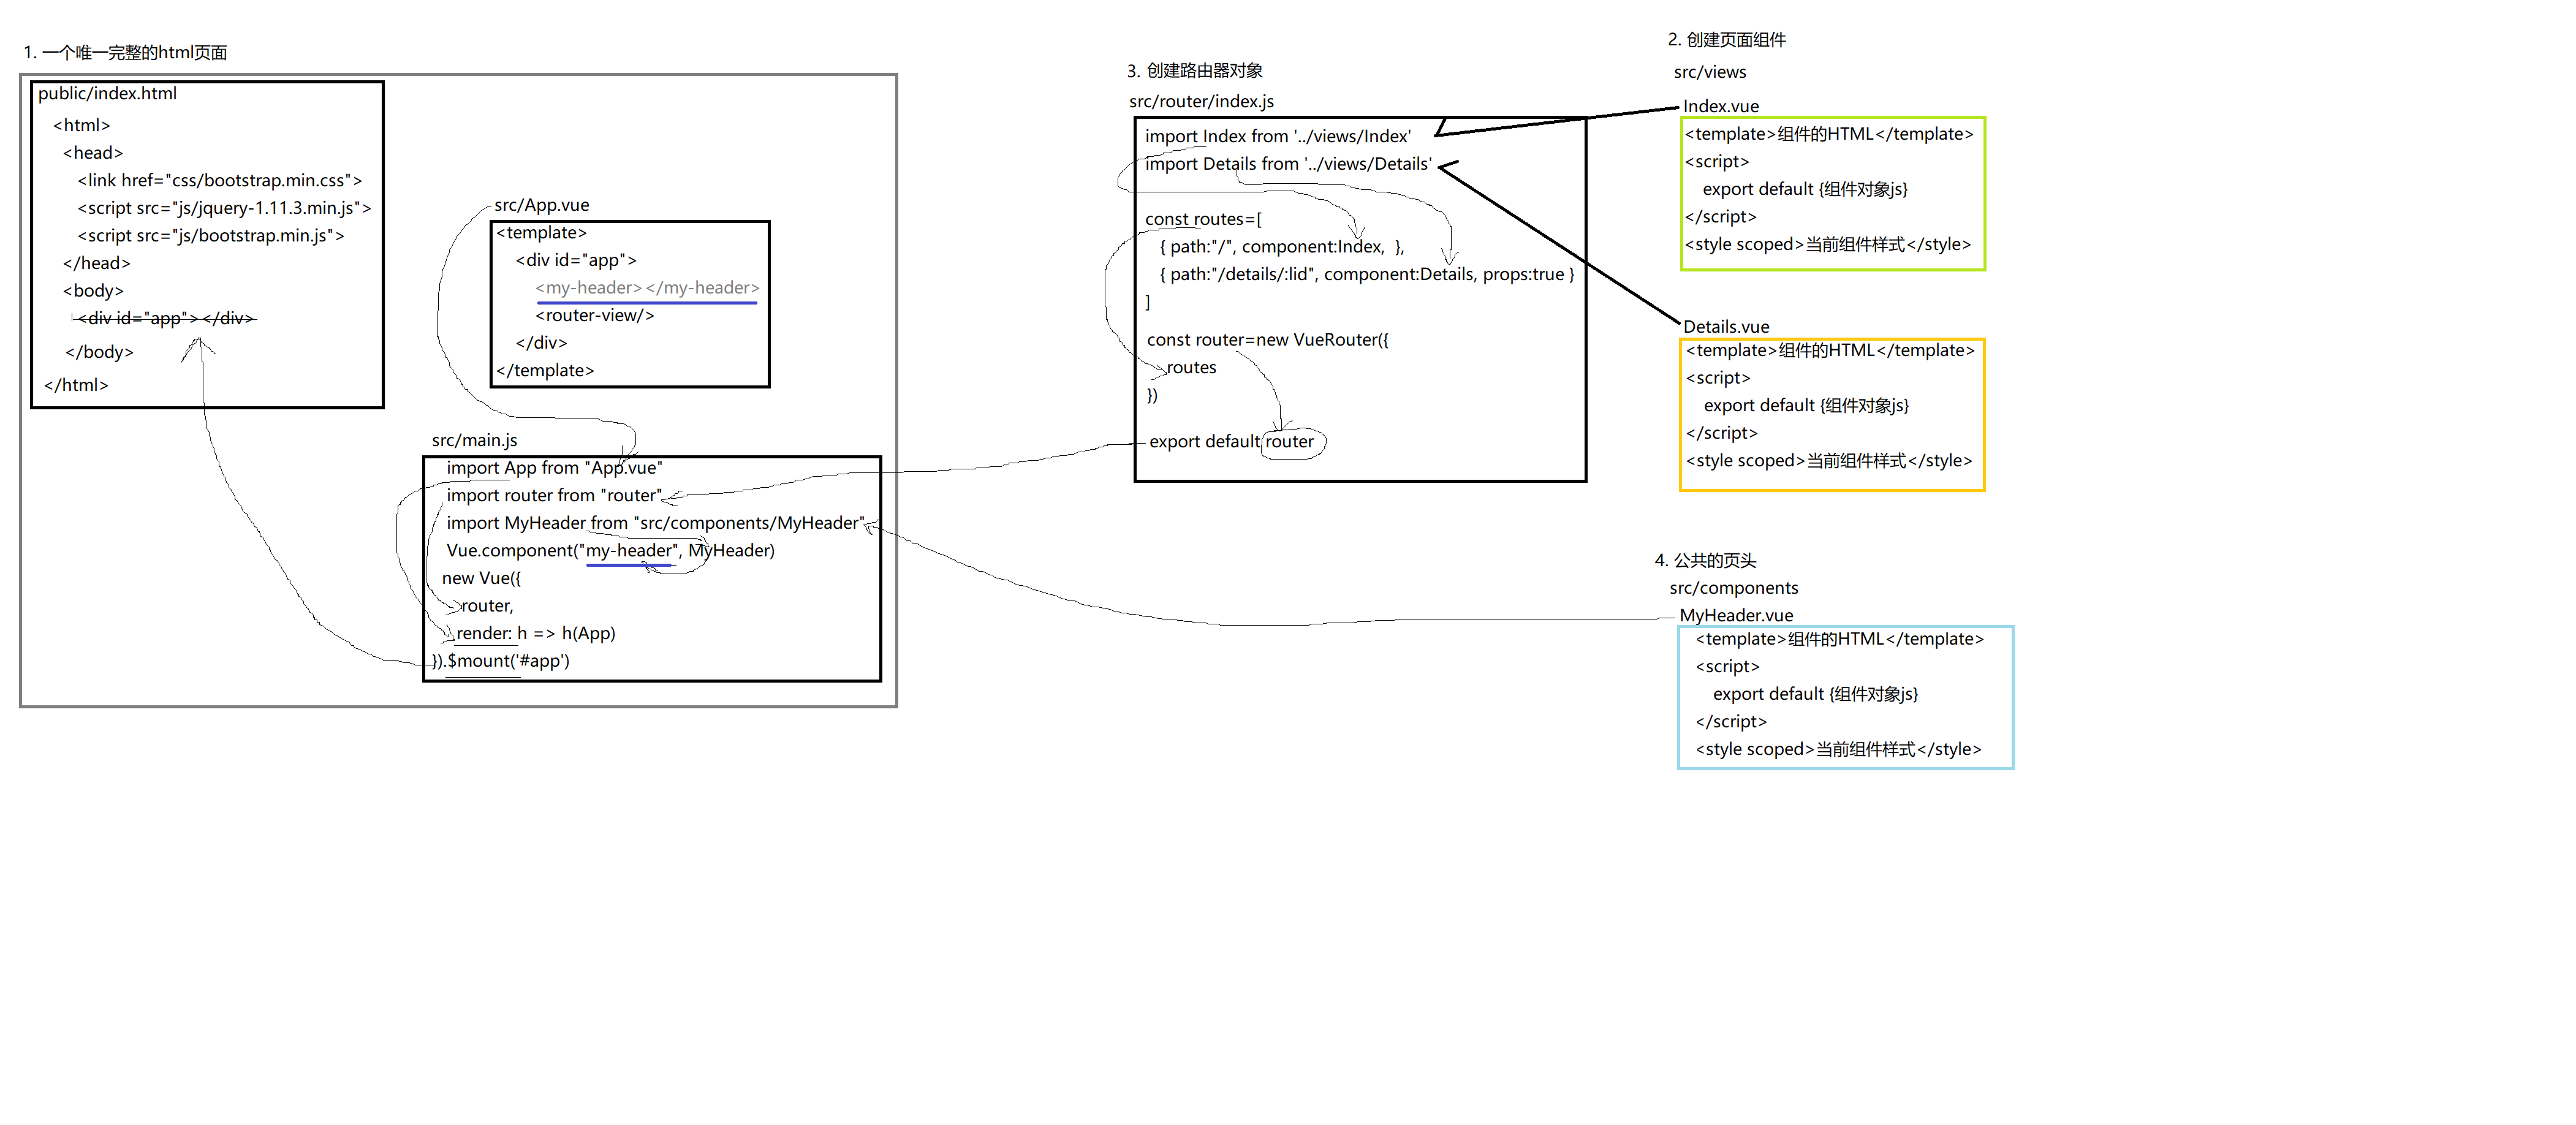 1. 一个唯一完整的html页面
public/index.html
<html>
<head>
<link href="css/bootstrap.min.css">
<script src="js/jquery-1.11.3.min.js">
<script src="js/bootstrap.min.js">
</head>
<body>
<div id="app"></div>
</body>
</html>
src/App.vue
<template>
<div id="app">
<my-header></my-header>
<router-view/>
</div>
</template>
src/main.js
import App from "App.vue"
import router from "router"
import MyHeader from "src/components/MyHeader"
Vue.component("my-header", MyHeader)
new Vue({
router,
render: h => h(App)
}).$mount('#app')
3. 创建路由器对象
src/router/index.js
import Index from '../views/Index'
import Details from '../views/Details'
const routes=[
{ path:"/", component:Index,  },
{ path:"/details/:lid", component:Details, props:true }
]
const router=new VueRouter({
routes
})
export default router
2. 创建页面组件
src/views
Index.vue
<template>组件的HTML</template>
<script>
export default {组件对象js}
</script>
<style scoped>当前组件样式</style>
Details.vue
<template>组件的HTML</template>
<script>
export default {组件对象js}
</script>
<style scoped>当前组件样式</style>
4. 公共的页头
src/components
MyHeader.vue
<template>组件的HTML</template>
<script>
export default {组件对象js}
</script>
<style scoped>当前组件样式</style>